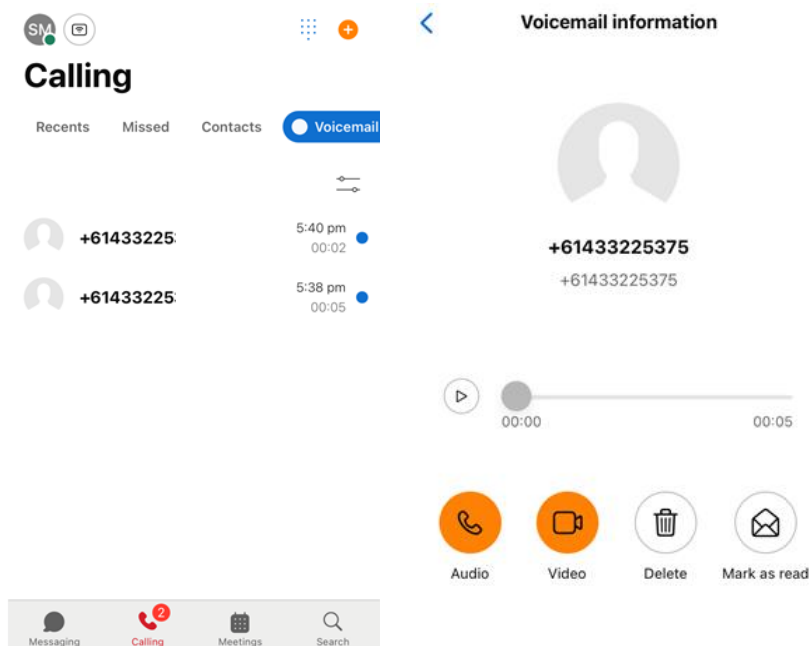 SM
Calling
Recents Missed Contacts Voicemail
+61433225 5:40 pm
00:02
+61433225 5:38 pm
00:05
2
Messaging Calling Meetings Search
Voicemail information
+61433225375
+61433225375
00:00 00:05
Audio Video Delete Mark as read